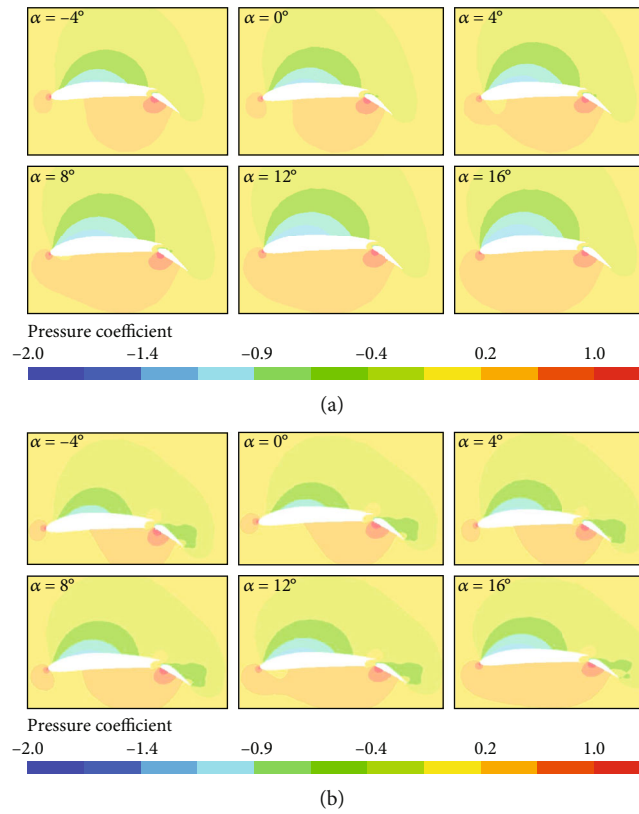 α = –4° α = 0° α = 4°
α = 8° α = 12° α = 16°
Pressure coefficient
–2.0 –1.4 –0.9 –0.4 0.2 1.0
(a)
α = –4° α = 0° α = 4°
α = 8° α = 12° α = 16°
Pressure coefficient
–2.0 –1.4 –0.9 –0.4 0.2 1.0
(b)